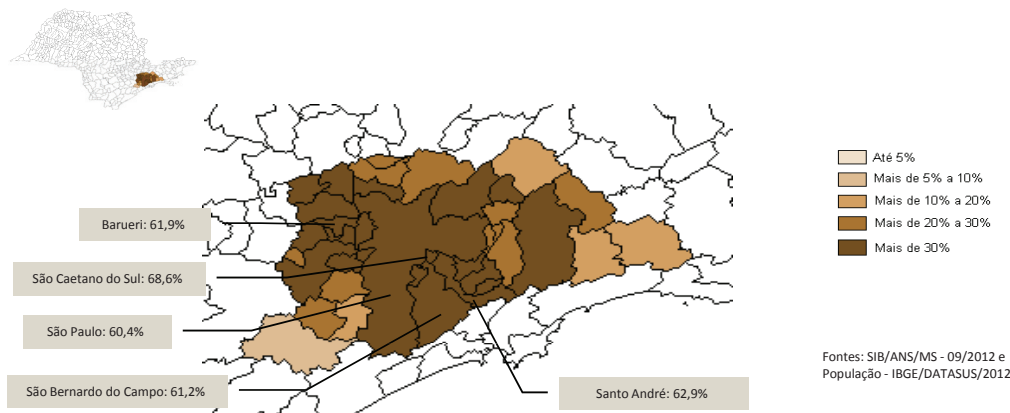 Até 5%
Mais de 5% a 10%
Mais de 10% a 20%
Mais de 20% a 30%
Mais de 30%
Barueri: 61,9%
São Caetano do Sul: 68,6%
São Paulo: 60,4%
São Bernardo do Campo: 61,2%
Santo André: 62,9%
Fontes: SIB/ANS/MS - 09/2012 e
População - IBGE/DATASUS/2012